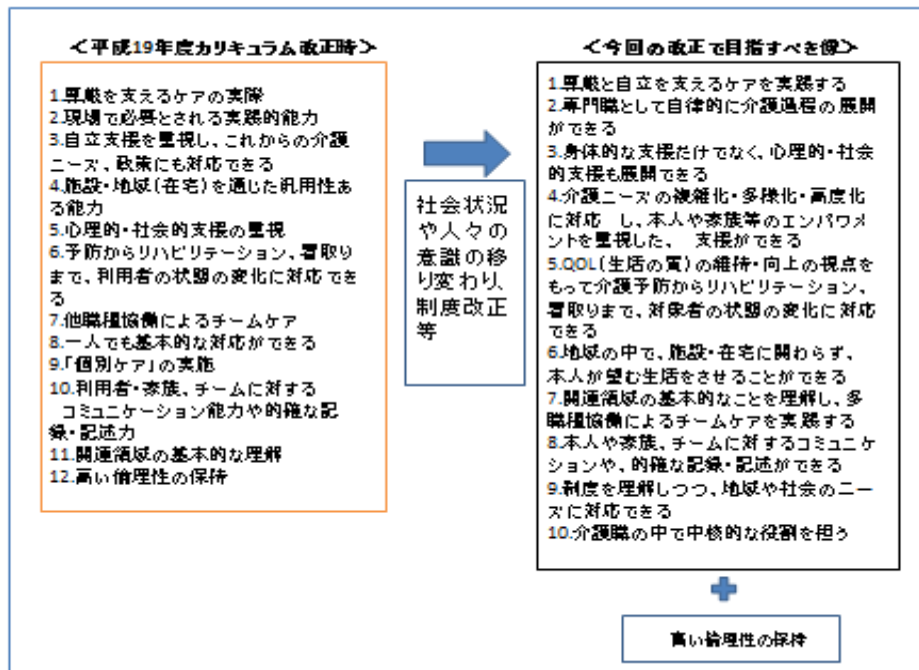 ＜平成19年度カリキュラム改正時＞
1.尊厳を支えるケアの実際
2.現場で必要とされる実践的能力
3.自立支援を重視し、これからの介護
ニーズ、政策にも対応できる
4.施設・地域(在宅)を通じた汎用性あ
る能力
5.心理的・社会的支援の重視
6.予防からリハビリテーション、看取り
まで、利用者の状態の変化に対応でき
る
7.他職種協働によるチームケア
8.一人でも基本的な対応ができる
9.「個別ケア」の実施
10.利用者・家族、チームに対する
コミュニケーション能力や的確な記
録・記述力
11.関連領域の基本的な理解
12.高い倫理性の保持
社会状況
や人々の
意識の移
り変わり、
制度改正
等
＜今回の改正で目指すべき像＞
1.尊厳と自立を支えるケアを実践する
2.専門職として自律的に介護過程の展開
ができる
3.身体的な支援だけでなく、心理的・社会
的支援も展開できる
4.介護ニーズの複雑化・多様化・高度化
に対応　し、本人や家族等のエンパワメ
ントを重視した、　支援ができる
5.QOL(生活の質)の維持・向上の視点を
もって介護予防からリハビリテーション、
看取りまで、対象者の状態の変化に対応
できる
6.地域の中で、施設・在宅に関わらず、
本人が望む生活をさせることができる
7.関連領域の基本的なことを理解し、多
職種協働によるチームケアを実践する
8.本人や家族、チームに対するコミュニケ
ーションや、的確な記録・記述ができる
9.制度を理解しつつ、地域や社会のニー
ズに対応できる
10.介護職の中で中核的な役割を担う
高い倫理性の保持